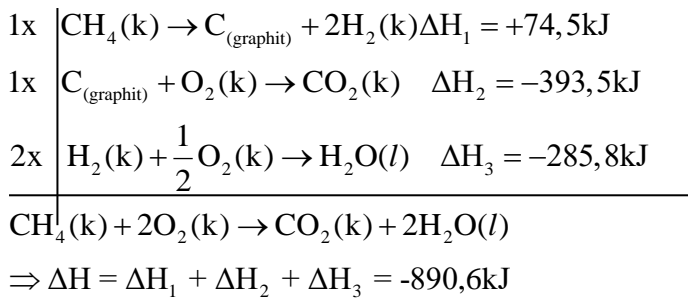 1x CH₄(k) → C₍graphit₎ + 2H₂(k)ΔH₁ = +74,5kJ
1x C₍graphit₎ + O₂(k) → CO₂(k) ΔH₂ = −393,5kJ
2x H₂(k) + 1/2 O₂(k) → H₂O(l) ΔH₃ = −285,8kJ
CH₄(k) + 2O₂(k) → CO₂(k) + 2H₂O(l)
⇒ ΔH = ΔH₁ + ΔH₂ + ΔH₃ = -890,6kJ